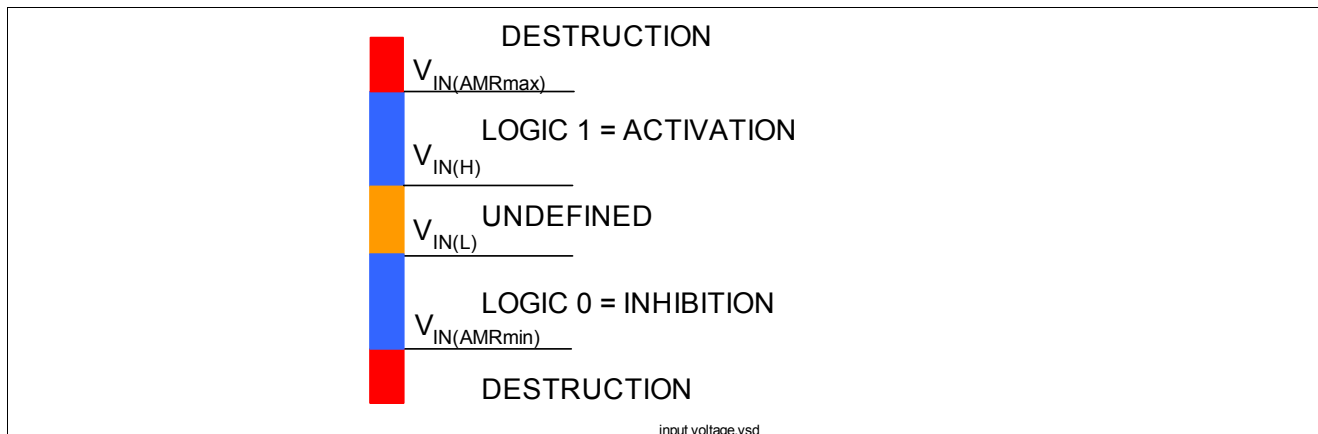 DESTRUCTION
VIN(AMRmax)
LOGIC 1 = ACTIVATION
VIN(H)
UNDEFINED
VIN(L)
LOGIC 0 = INHIBITION
VIN(AMRmin)
DESTRUCTION
input voltage.vsd